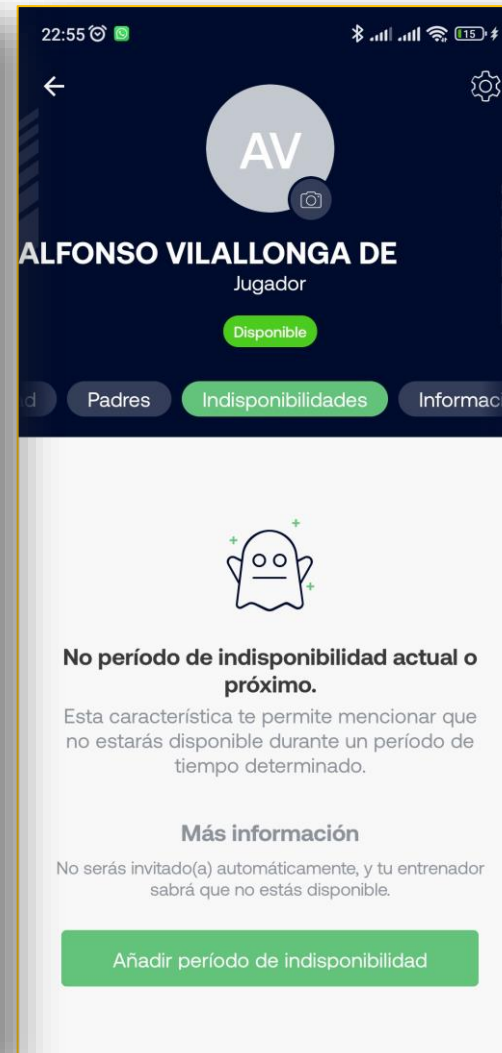 22:55
15
AV
ALFONSO VILALLONGA DE
Jugador
Disponible
d
Padres
Indisponibilidades
Informac
No período de indisponibilidad actual o
próximo.
Esta característica te permite mencionar que
no estarás disponible durante un período de
tiempo determinado.
Más información
No serás invitado(a) automáticamente, y tu entrenador
sabrá que no estás disponible.
Añadir período de indisponibilidad